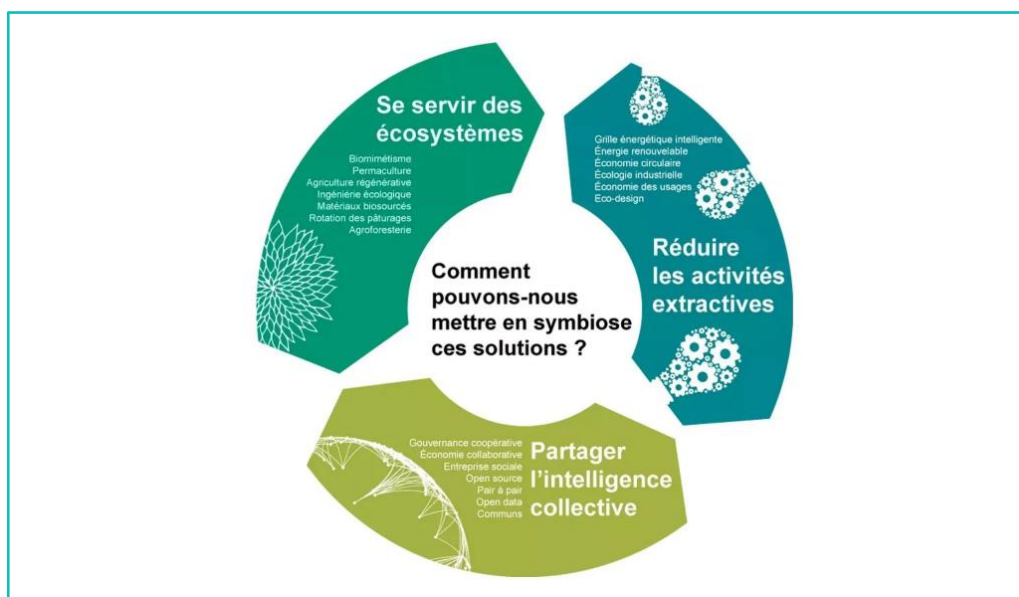 Se servir des
écosystèmes
Biomimétisme
Permaculture
Agriculture régénérative
Ingénierie écologique
Matériaux biosourcés
Rotation des pâturages
Agroforesterie
Grille énergétique intelligente
Énergie renouvelable
Économie circulaire
Écologie industrielle
Économie des usages
Eco-design
Réduire
les activités
extractives
Comment
pouvons-nous
mettre en symbiose
ces solutions ?
Gouvernance coopérative
Économie collaborative
Entreprise sociale
Open source
Pair à pair
Open data
Communs
Partager
l'intelligence
collective